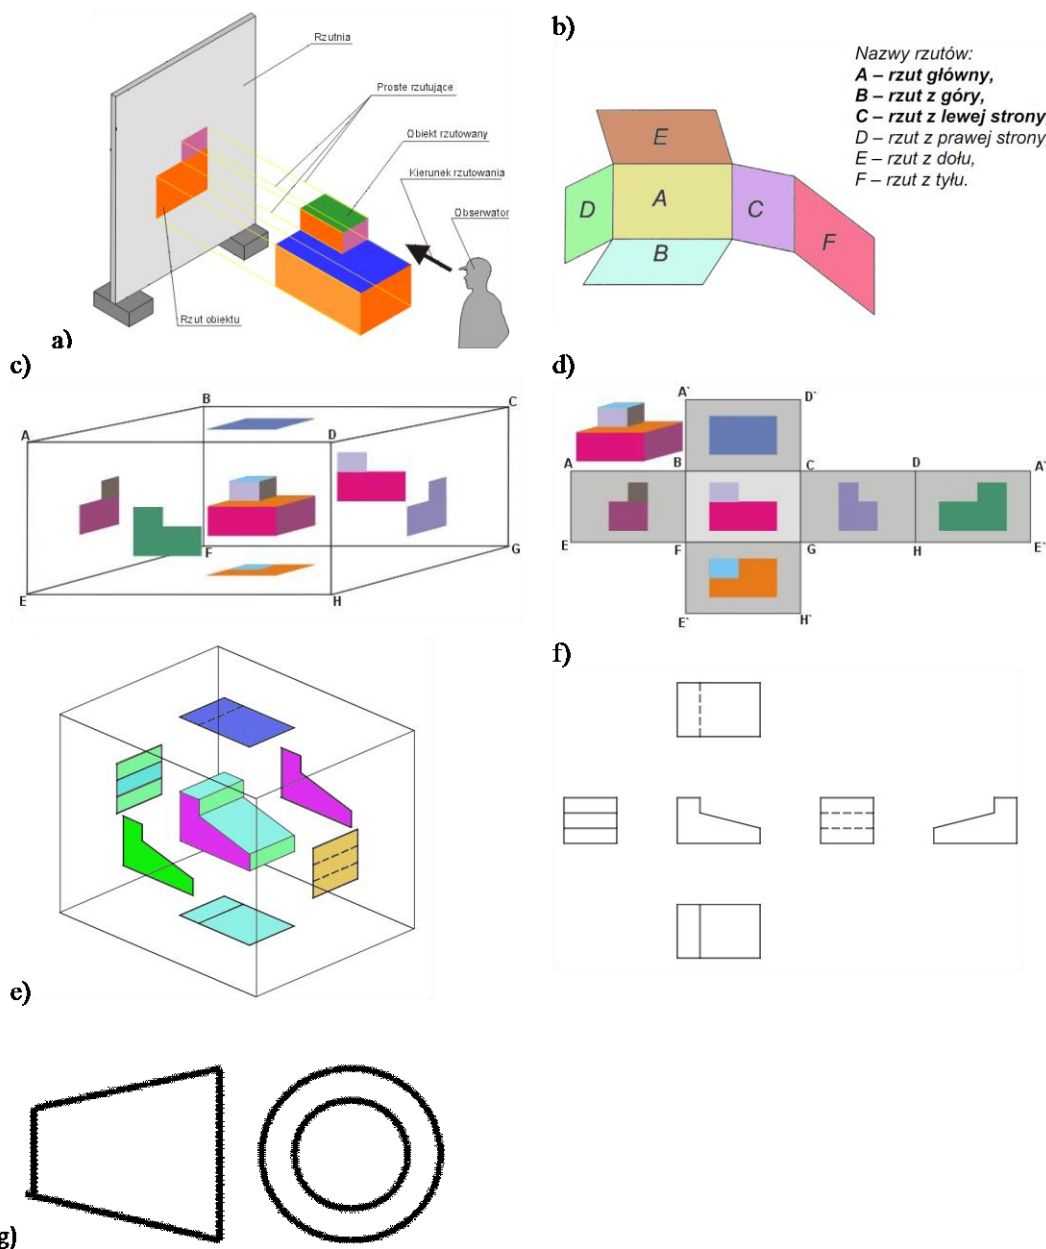 Rzutnia
Proste rzutujące
Obiekt rzutowany
Kierunek rzutowania
Obserwator
Rzut obiektu
a)
b)
Nazwy rzutów:
A – rzut główny,
B – rzut z góry,
C – rzut z lewej strony,
D – rzut z prawej strony,
E – rzut z dołu,
F – rzut z tyłu.
E
D
A
C
F
B
c)
B
C
A
D
F
G
E
H
d)
A`
D`
A
B
C
D
A`
E
F
G
H
E`
E`
H`
e)
f)
g)